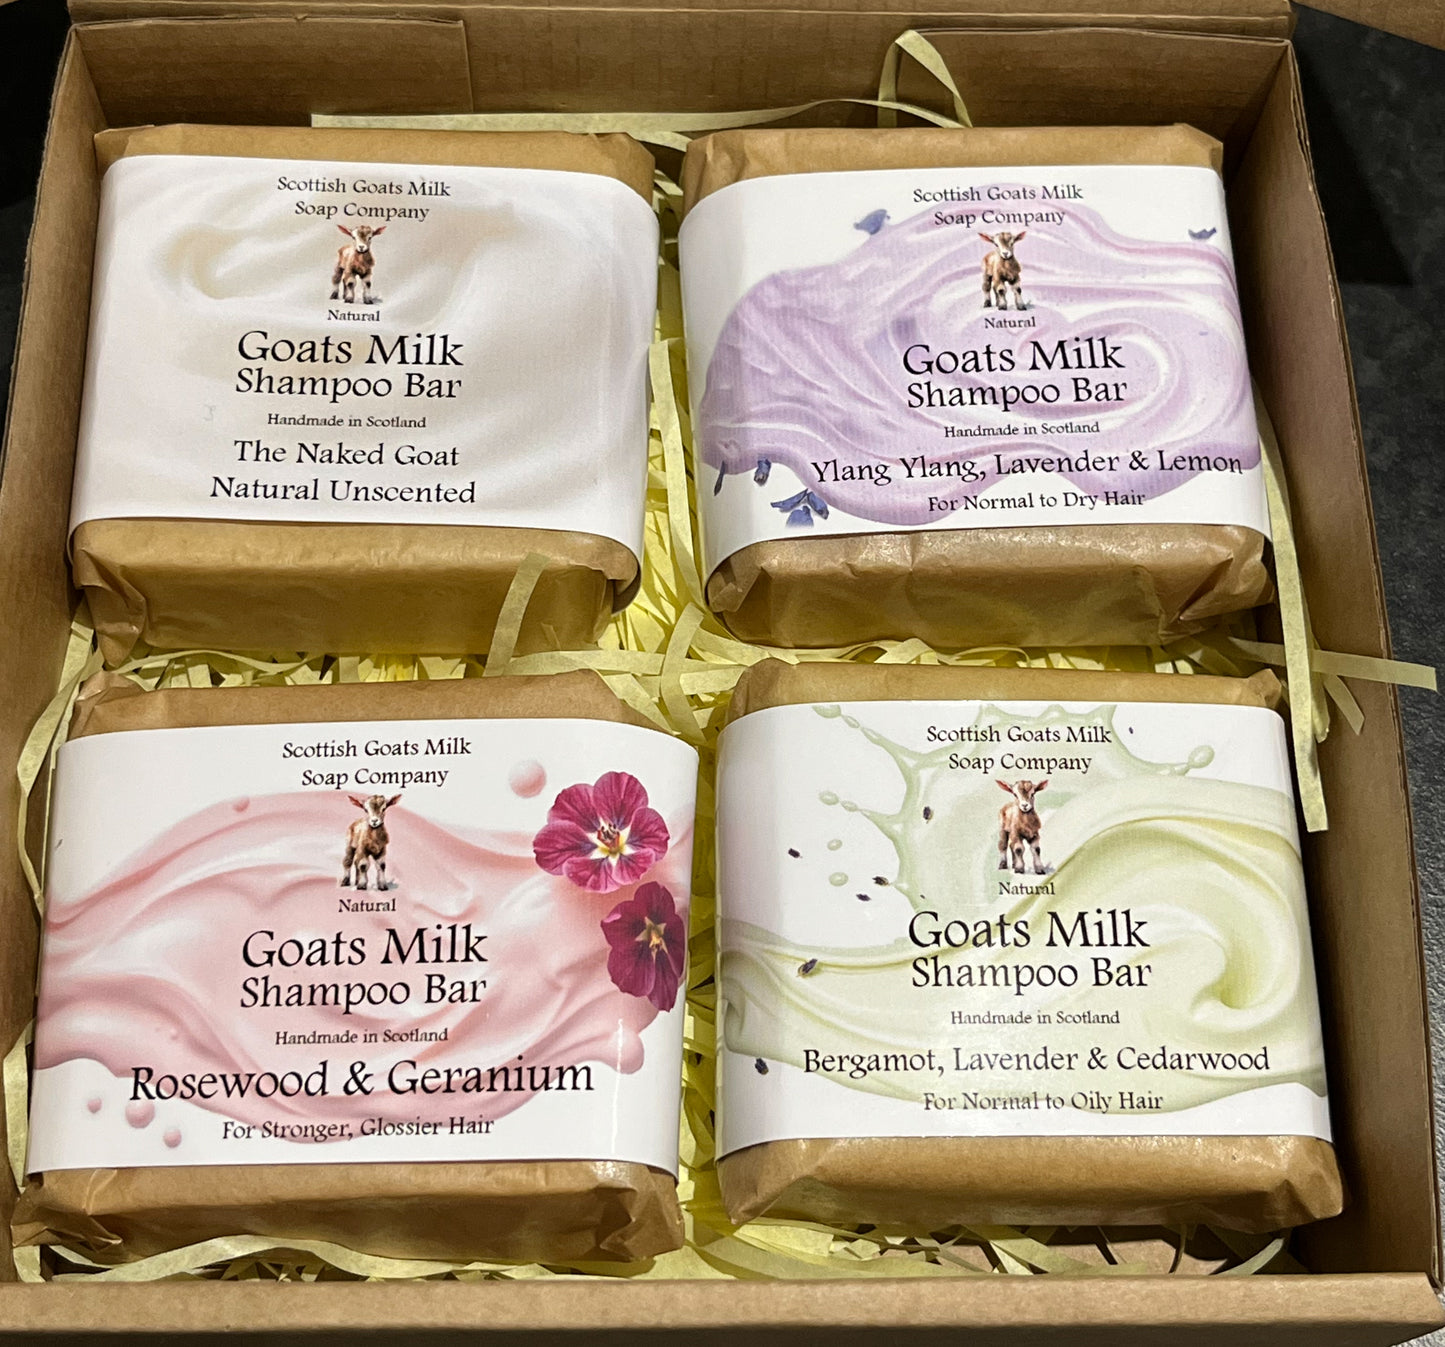 Scottish Goats Milk
Soap Company
Natural
Goats Milk
Shampoo Bar
Handmade in Scotland
The Naked Goat
Natural Unscented
Scottish Goats Milk
Soap Company
Natural
Goats Milk
Shampoo Bar
Handmade in Scotland
Ylang Ylang, Lavender & Lemon
For Normal to Dry Hair
Scottish Goats Milk
Soap Company
Natural
Goats Milk
Shampoo Bar
Handmade in Scotland
Rosewood & Geranium
For Stronger, Glossier Hair
Scottish Goats Milk
Soap Company
Natural
Goats Milk
Shampoo Bar
Handmade in Scotland
Bergamot, Lavender & Cedarwood
For Normal to Oily Hair